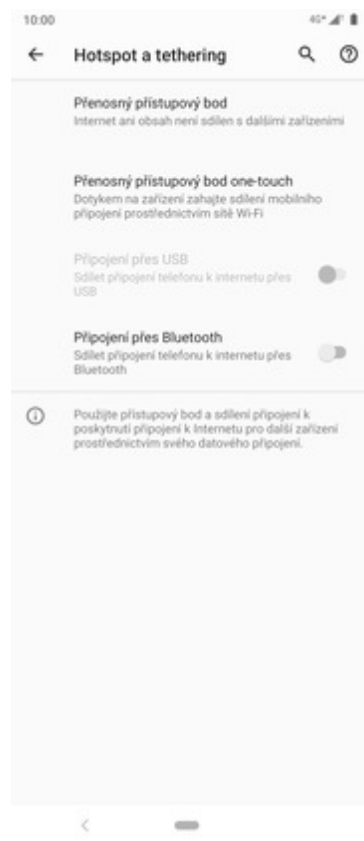 10:00
4G+
Hotspot a tethering
Přenosný přístupový bod
Internet ani obsah není sdílen s dalšími zařízeními
Přenosný přístupový bod one-touch
Dotykem na zařízení zahajte sdílení mobilního
připojení prostřednictvím sítě Wi-Fi
Připojení přes USB
Sdílet připojení telefonu k internetu přes
USB
Připojení přes Bluetooth
Sdílet připojení telefonu k internetu přes
Bluetooth
Použijte přístupový bod a sdílení připojení k
poskytnutí připojení k Internetu pro další zařízení
prostřednictvím svého datového připojení.